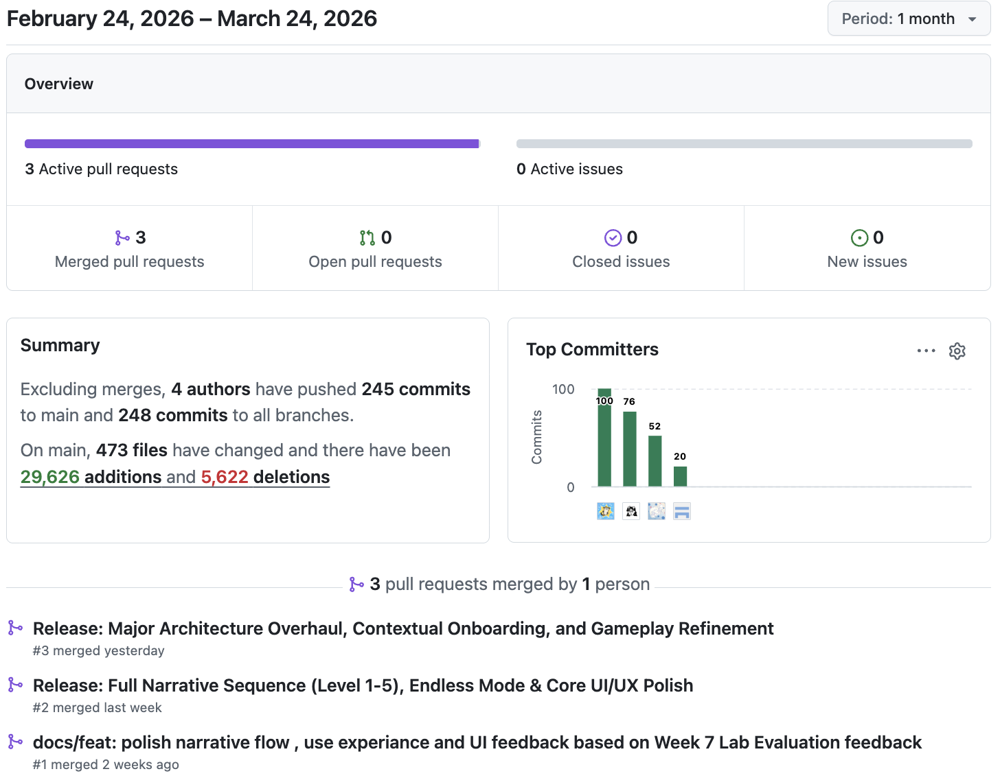 February 24, 2026 – March 24, 2026
Period: 1 month
Overview
3 Active pull requests
0 Active issues
3
Merged pull requests
0
Open pull requests
0
Closed issues
0
New issues
Summary
Excluding merges, 4 authors have pushed 245 commits
to main and 248 commits to all branches.
On main, 473 files have changed and there have been
29,626 additions and 5,622 deletions
Top Committers
Commits
100
0
100
76
52
20
3 pull requests merged by 1 person
Release: Major Architecture Overhaul, Contextual Onboarding, and Gameplay Refinement
#3 merged yesterday
Release: Full Narrative Sequence (Level 1-5), Endless Mode & Core UI/UX Polish
#2 merged last week
docs/feat: polish narrative flow , use experiance and UI feedback based on Week 7 Lab Evaluation feedback
#1 merged 2 weeks ago